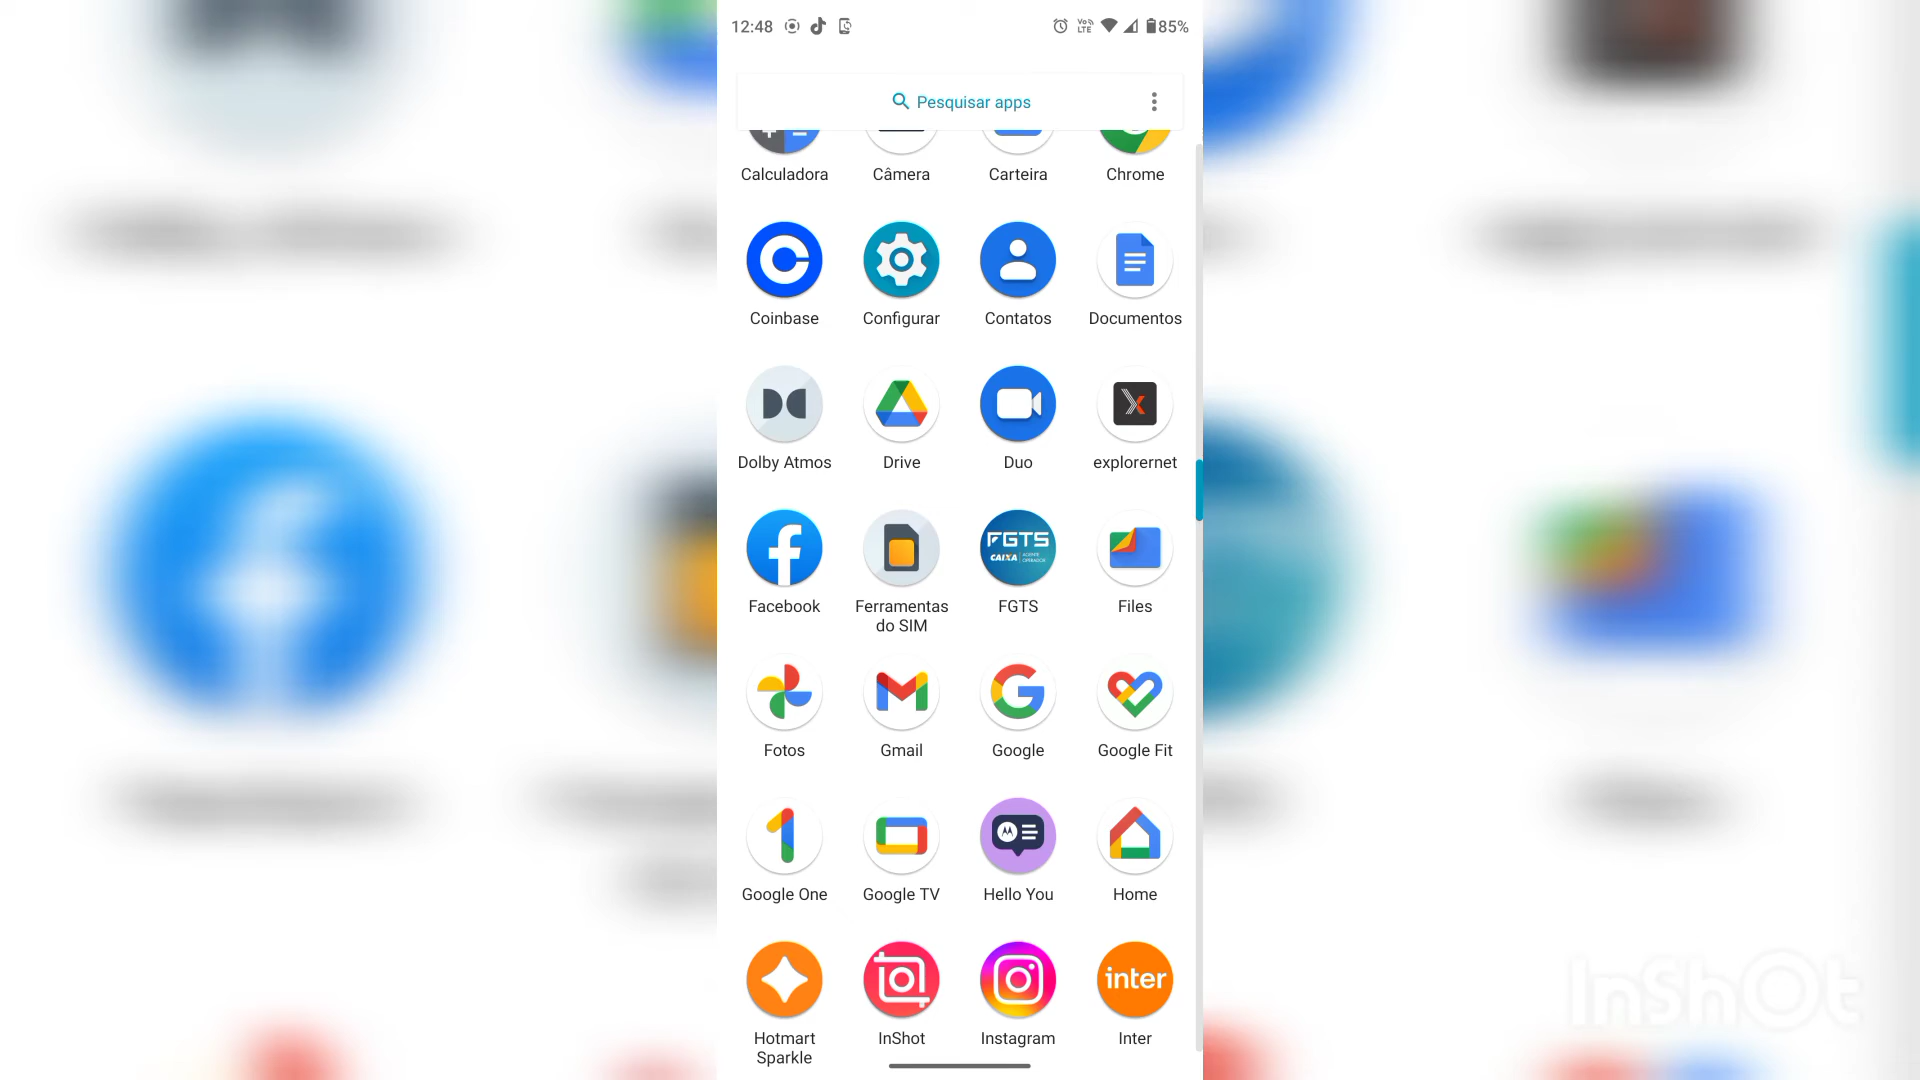 12:48
Vo LTE
85%
Pesquisar apps
Calculadora
Câmera
Carteira
Chrome
Coinbase
Configurar
Contatos
Documentos
Dolby Atmos
Drive
Duo
explorernet
FGTS
CAIXA
Facebook
Ferramentas
do SIM
FGTS
Files
Fotos
Gmail
Google
Google Fit
Google One
Google TV
Hello You
Home
inter
Hotmart
Sparkle
InShot
Instagram
Inter
InShOt